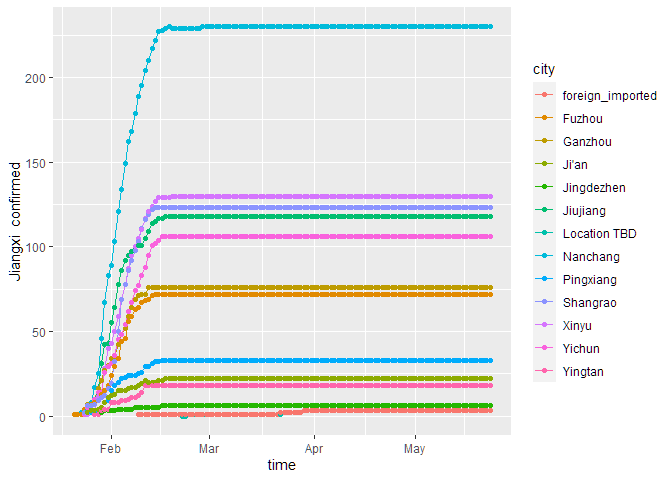 Jiangxi confirmed
200
150
100
50
0
Feb
Mar
Apr
May
time
city
foreign_imported
Fuzhou
Ganzhou
Ji'an
Jingdezhen
Jiujiang
Location TBD
Nanchang
Pingxiang
Shangrao
Xinyu
Yichun
Yingtan